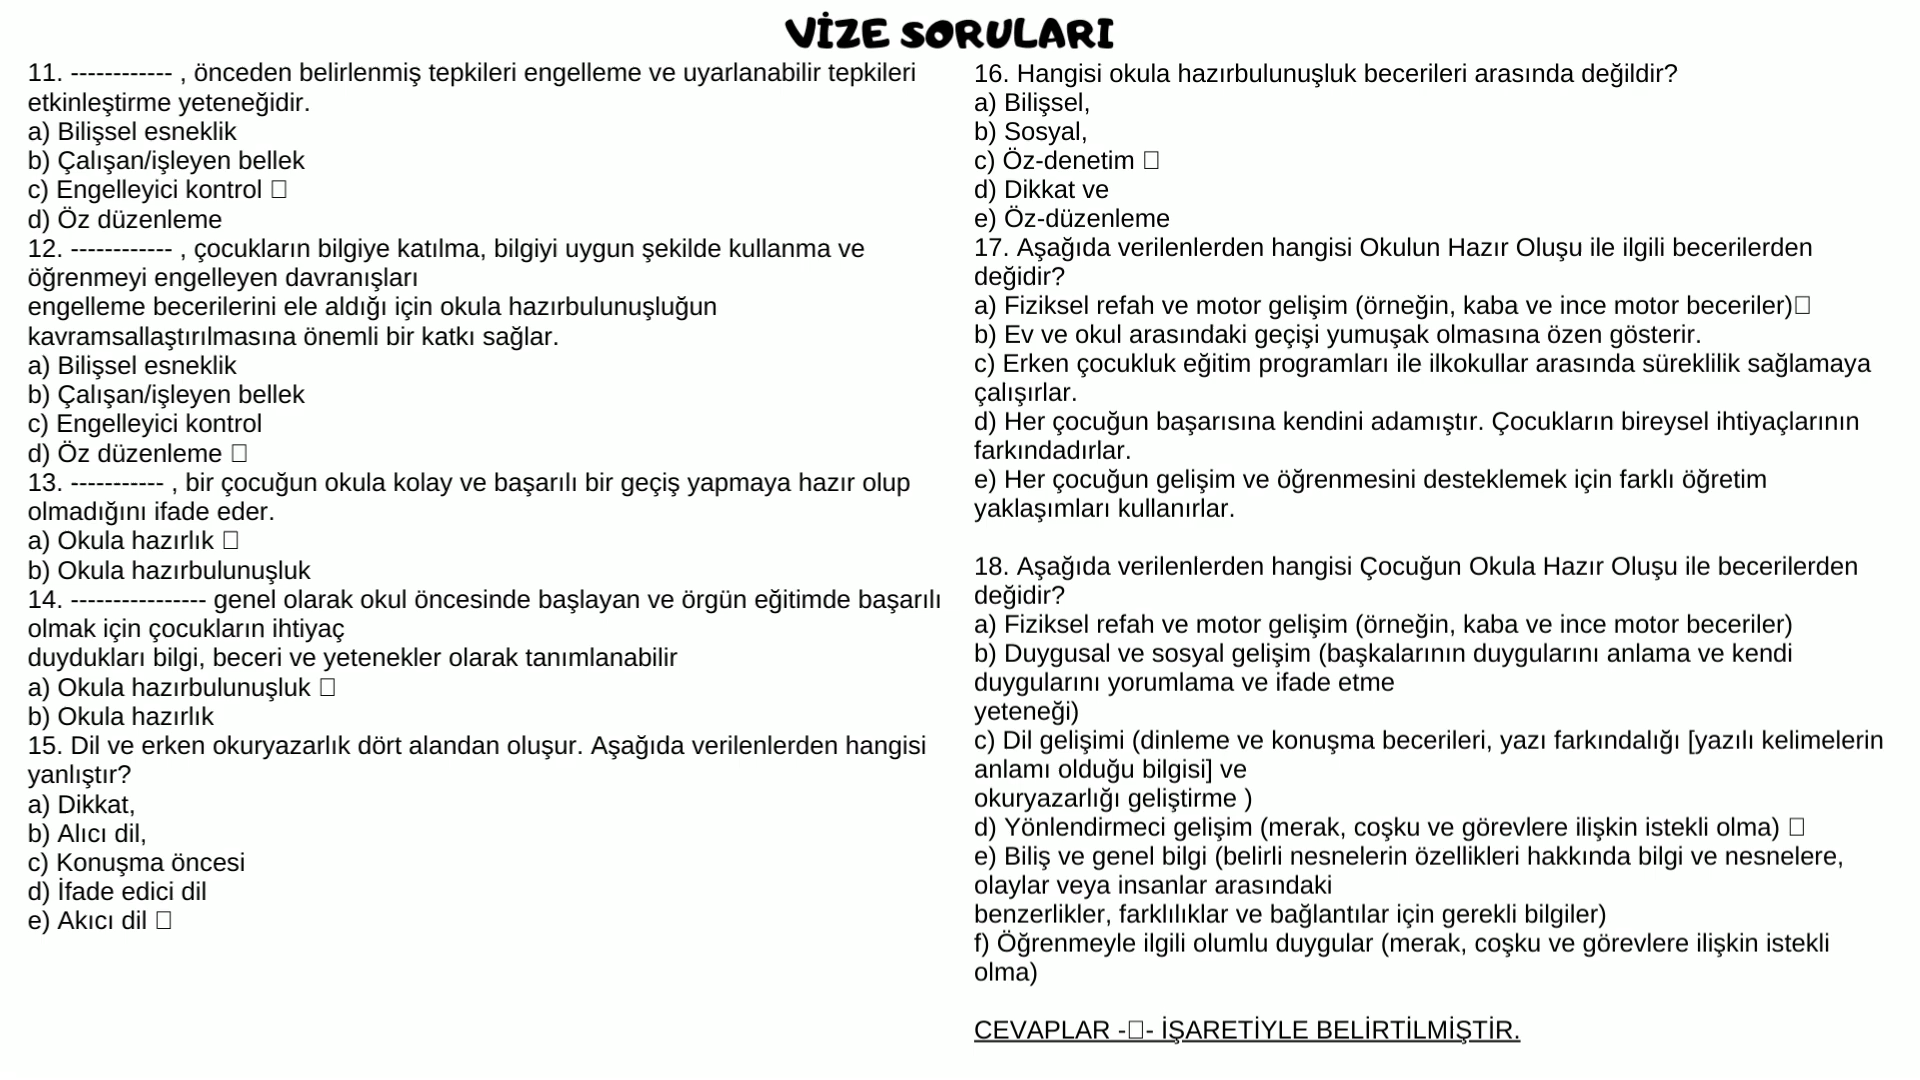 VİZE SORULARI
11. ------------ , önceden belirlenmiş tepkileri engelleme ve uyarlanabilir tepkileri
etkinleştirme yeteneğidir.
a) Bilişsel esneklik
b) Çalışan/işleyen bellek
c) Engelleyici kontrol □
d) Öz düzenleme
12. ------------ , çocukların bilgiye katılma, bilgiyi uygun şekilde kullanma ve
öğrenmeyi engelleyen davranışları
engelleme becerilerini ele aldığı için okula hazırbulunuşluğun
kavramsallaştırılmasına önemli bir katkı sağlar.
a) Bilişsel esneklik
b) Çalışan/işleyen bellek
c) Engelleyici kontrol
d) Öz düzenleme □
13. ----------- , bir çocuğun okula kolay ve başarılı bir geçiş yapmaya hazır olup
olmadığını ifade eder.
a) Okula hazırlık □
b) Okula hazırbulunuşluk
14. ---------------- genel olarak okul öncesinde başlayan ve örgün eğitimde başarılı
olmak için çocukların ihtiyaç
duydukları bilgi, beceri ve yetenekler olarak tanımlanabilir
a) Okula hazırbulunuşluk □
b) Okula hazırlık
15. Dil ve erken okuryazarlık dört alandan oluşur. Aşağıda verilenlerden hangisi
yanlıştır?
a) Dikkat,
b) Alıcı dil,
c) Konuşma öncesi
d) İfade edici dil
e) Akıcı dil □
16. Hangisi okula hazırbulunuşluk becerileri arasında değildir?
a) Bilişsel,
b) Sosyal,
c) Öz-denetim □
d) Dikkat ve
e) Öz-düzenleme
17. Aşağıda verilenlerden hangisi Okulun Hazır Oluşu ile ilgili becerilerden
değidir?
a) Fiziksel refah ve motor gelişim (örneğin, kaba ve ince motor beceriler)□
b) Ev ve okul arasındaki geçişi yumuşak olmasına özen gösterir.
c) Erken çocukluk eğitim programları ile ilkokullar arasında süreklilik sağlamaya
çalışırlar.
d) Her çocuğun başarısına kendini adamıştır. Çocukların bireysel ihtiyaçlarının
farkındadırlar.
e) Her çocuğun gelişim ve öğrenmesini desteklemek için farklı öğretim
yaklaşımları kullanırlar.
18. Aşağıda verilenlerden hangisi Çocuğun Okula Hazır Oluşu ile becerilerden
değidir?
a) Fiziksel refah ve motor gelişim (örneğin, kaba ve ince motor beceriler)
b) Duygusal ve sosyal gelişim (başkalarının duygularını anlama ve kendi
duygularını yorumlama ve ifade etme
yeteneği)
c) Dil gelişimi (dinleme ve konuşma becerileri, yazı farkındalığı [yazılı kelimelerin
anlamı olduğu bilgisi] ve
okuryazarlığı geliştirme )
d) Yönlendirmeci gelişim (merak, coşku ve görevlere ilişkin istekli olma) □
e) Biliş ve genel bilgi (belirli nesnelerin özellikleri hakkında bilgi ve nesnelere,
olaylar veya insanlar arasındaki
benzerlikler, farklılıklar ve bağlantılar için gerekli bilgiler)
f) Öğrenmeyle ilgili olumlu duygular (merak, coşku ve görevlere ilişkin istekli
olma)
CEVAPLAR -□- İŞARETİYLE BELİRTİLMİŞTİR.